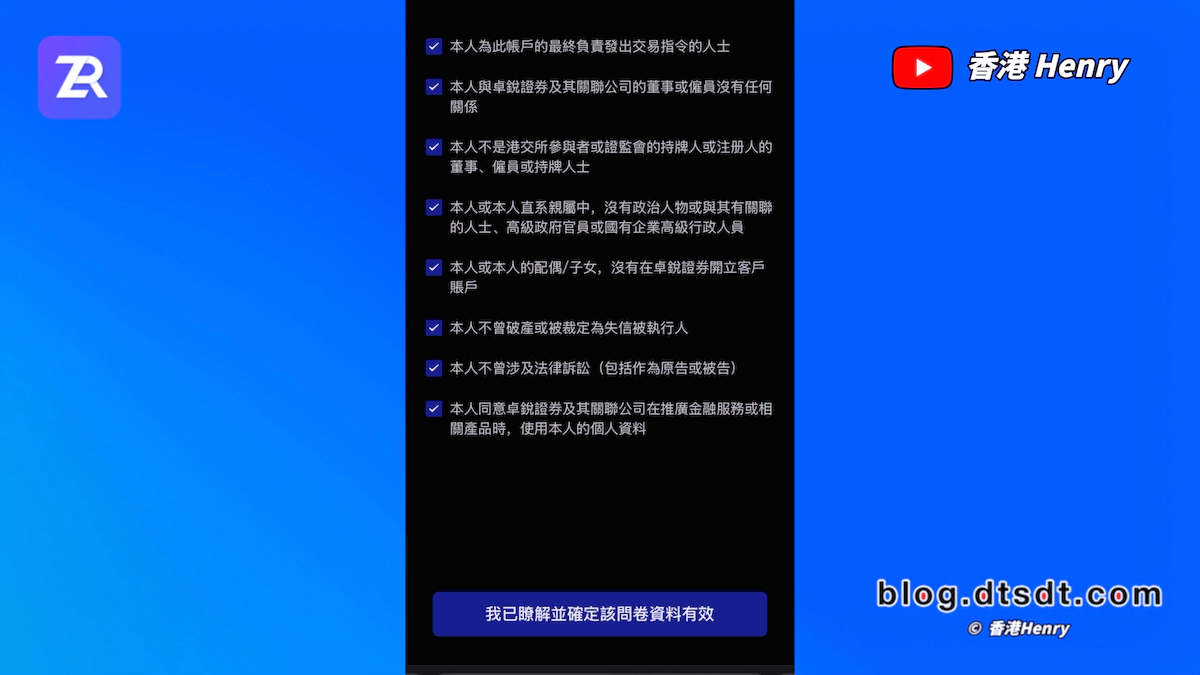 ZR
香港 Henry
本人為此帳戶的最終負責發出交易指令的人士
本人與卓銳證券及其關聯公司的董事或僱員沒有任何
關係
本人不是港交所參與者或證監會的持牌人或注册人的
董事、僱員或持牌人士
本人或本人直系親屬中，沒有政治人物或與其有關聯
的人士、高級政府官員或國有企業高級行政人員
本人或本人的配偶/子女，沒有在卓銳證券開立客戶
賬戶
本人不曾破產或被裁定為失信被執行人
本人不曾涉及法律訴訟（包括作為原告或被告）
本人同意卓銳證券及其關聯公司在推廣金融服務或相
關產品時，使用本人的個人資料
我已瞭解並確定該問卷資料有效
blog.dtsdt.com
© 香港Henry